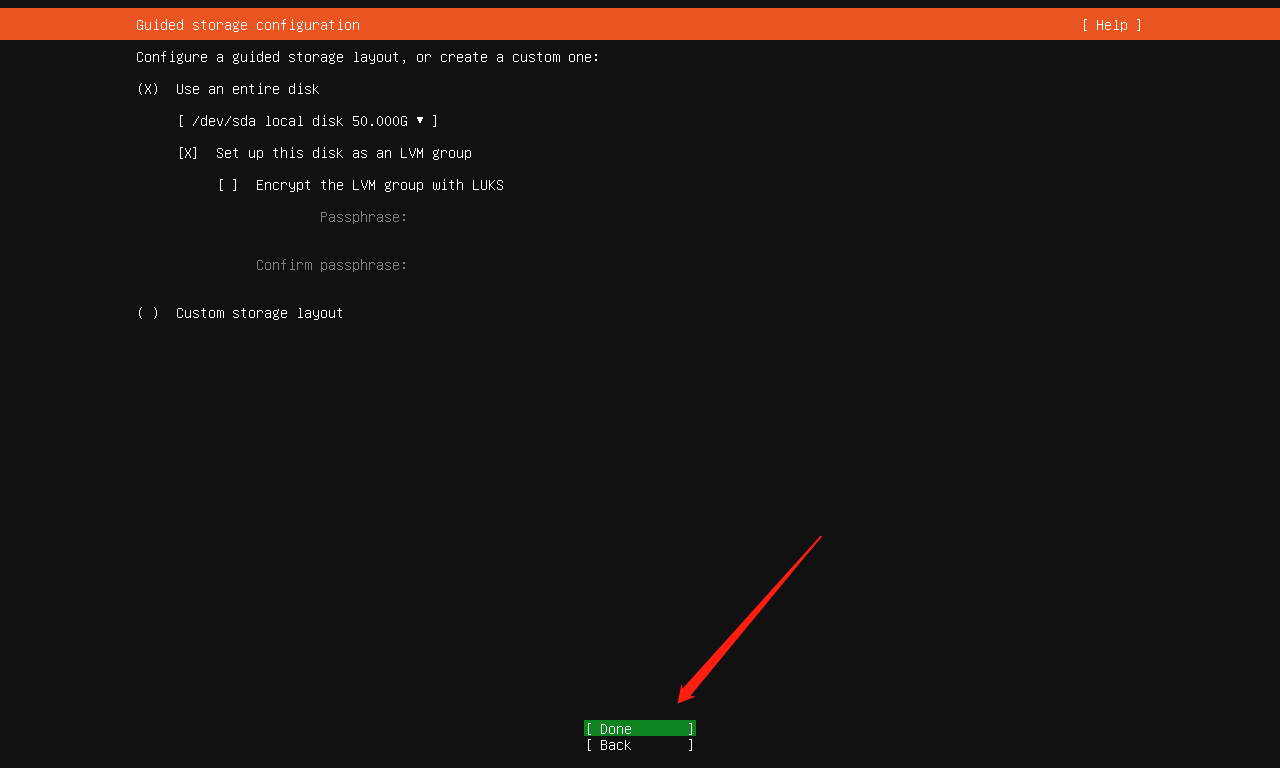 Guided storage configuration [ Help ]
Configure a guided storage layout, or create a custom one:
(X) Use an entire disk
[ /dev/sda local disk 50.000G ▾ ]
[X] Set up this disk as an LVM group
[ ] Encrypt the LVM group with LUKS
Passphrase:
Confirm passphrase:
( ) Custom storage layout
[ Done ]
[ Back ]